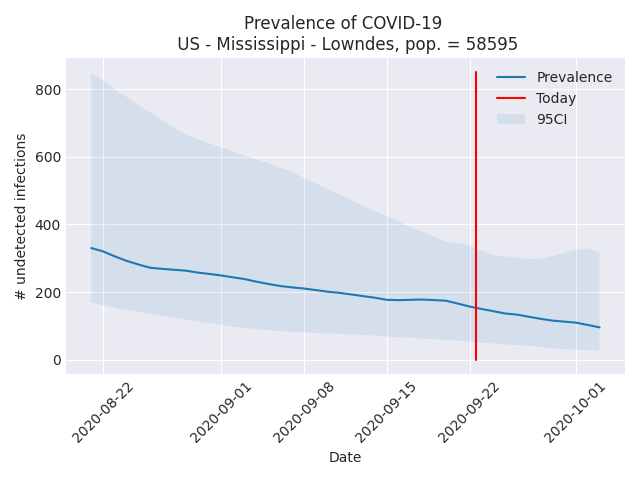 Prevalence of COVID-19
US - Mississippi - Lowndes, pop. = 58595
Prevalence
Today
95CI
# undetected infections
800
600
400
200
0
2020-08-22
2020-09-01
2020-09-08
2020-09-15
2020-09-22
2020-10-01
Date